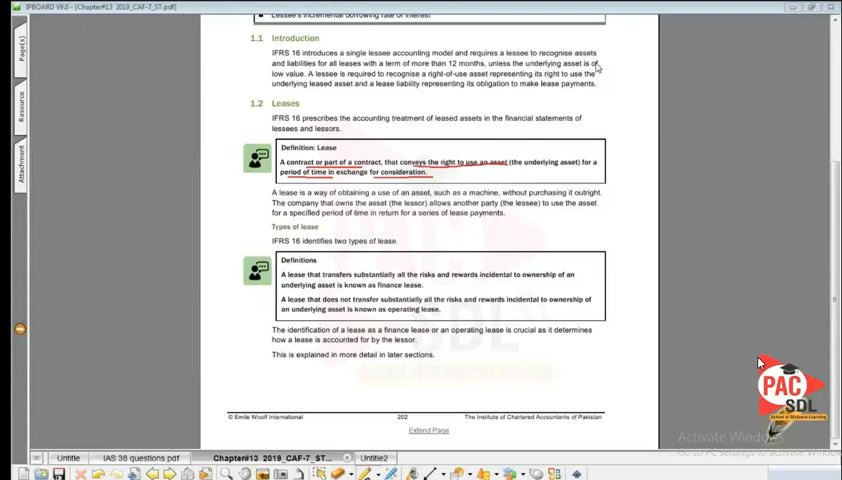 IPBOARD V9.0 - [Chapter#13 2019_CAF-7_ST.pdf]
Page(s)
Resource
Attachment
Lessee's incremental borrowing rate of interest
1.1 Introduction
IFRS 16 introduces a single lessee accounting model and requires a lessee to recognise assets
and liabilities for all leases with a term of more than 12 months, unless the underlying asset is of
low value. A lessee is required to recognise a right-of-use asset representing its right to use the
underlying leased asset and a lease liability representing its obligation to make lease payments.
1.2 Leases
IFRS 16 prescribes the accounting treatment of leased assets in the financial statements of
lessees and lessors.
Definition: Lease
A contract or part of a contract, that conveys the right to use an asset (the underlying asset) for a
period of time in exchange for consideration.
A lease is a way of obtaining a use of an asset, such as a machine, without purchasing it outright.
The company that owns the asset (the lessor) allows another party (the lessee) to use the asset
for a specified period of time in return for a series of lease payments.
Types of lease
IFRS 16 identifies two types of lease.
Definitions
A lease that transfers substantially all the risks and rewards incidental to ownership of an
underlying asset is known as finance lease.
A lease that does not transfer substantially all the risks and rewards incidental to ownership of
an underlying asset is known as operating lease.
The identification of a lease as a finance lease or an operating lease is crucial as it determines
how a lease is accounted for by the lessor.
This is explained in more detail in later sections.
PAC
SDL
PAC
SDL
School of Distance Learning
© Emile Woolf International 202 The Institute of Chartered Accountants of Pakistan
Extend Page
Activate Windows
Go to PC settings to activate Windows.
Untitle IAS 38 questions.pdf Chapter#13 2019_CAF-7_ST... Untitle2